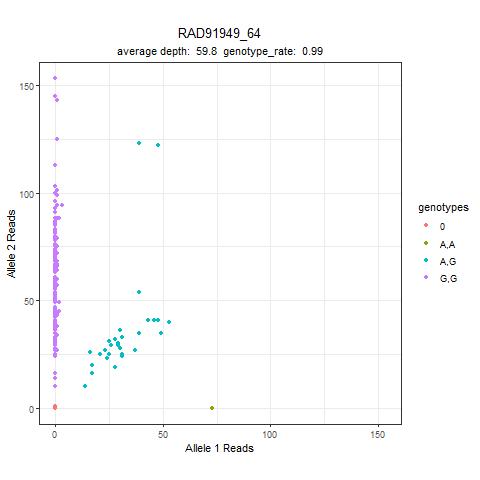 RAD91949_64
average depth:  59.8  genotype_rate:  0.99
150
100
50
0
Allele 2 Reads
0
50
100
150
Allele 1 Reads
genotypes
0
A,A
A,G
G,G